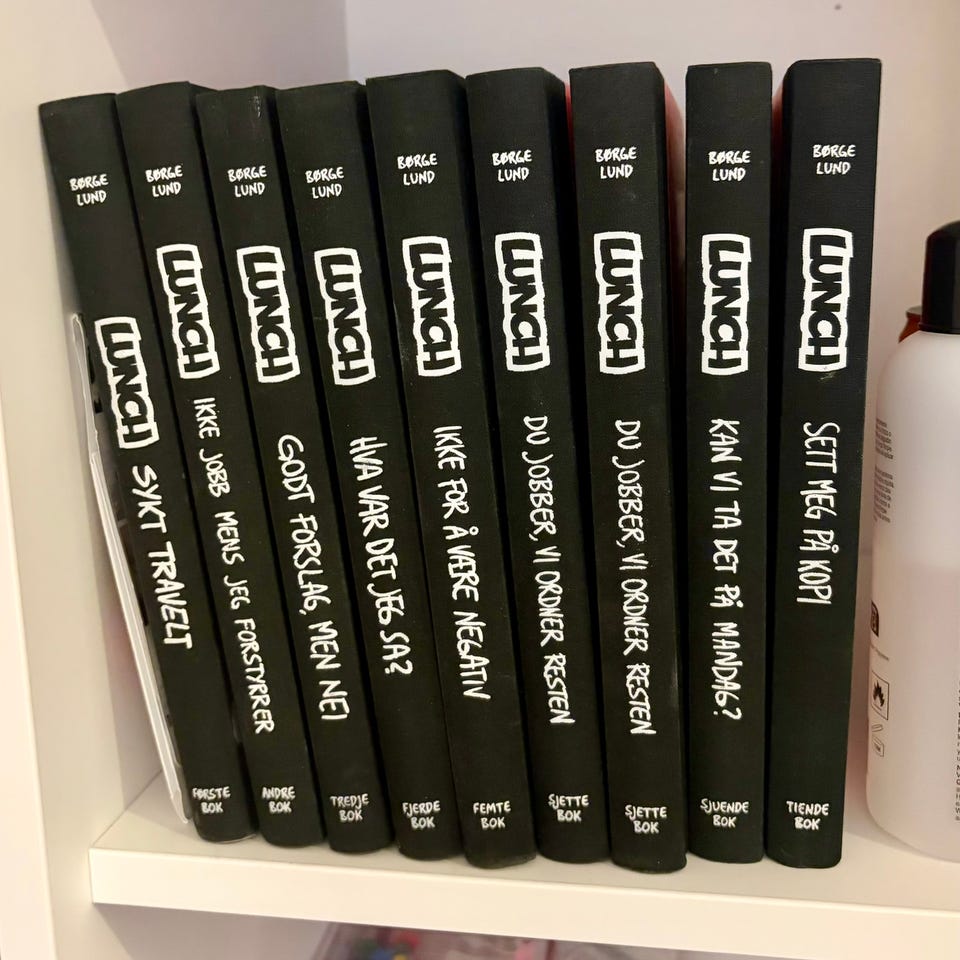 BØRGE
LUND
LUNCH
SYKT TRAVELT
FØRSTE
BOK
BØRGE
LUND
LUNCH
IKKE JOBB MENS JEG FORSTYRRER
ANDRE
BOK
BØRGE
LUND
LUNCH
GODT FORSLAG, MEN NEI
TREDJE
BOK
BØRGE
LUND
LUNCH
HVA VAR DET JEG SA?
FJERDE
BOK
BØRGE
LUND
LUNCH
IKKE FOR Å VÆRE NEGATIV
FEMTE
BOK
BØRGE
LUND
LUNCH
DU JOBBER, VI ORDNER RESTEN
SJETTE
BOK
BØRGE
LUND
LUNCH
DU JOBBER, VI ORDNER RESTEN
SJETTE
BOK
BØRGE
LUND
LUNCH
KAN VI TA DET PÅ MANDAG?
SJUENDE
BOK
BØRGE
LUND
LUNCH
SETT MEG PÅ KOPI
TIENDE
BOK